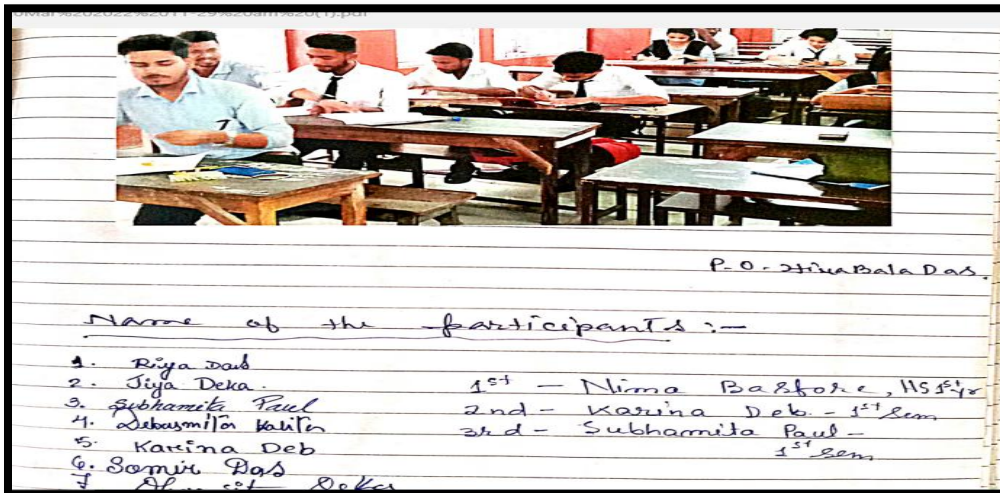 P.O. Hira Bala Das.
Name of the participants :-
1. Riya Das
2. Jiya Deka.
3. Subhamita Paul
4. Debasmita Kalita
5. Karina Deb
6. Samir Das
7
1st - Nima Basfore, HS 1st yr
2nd - Karina Deb. - 1st Sem
3rd - Subhamita Paul -
1st Sem